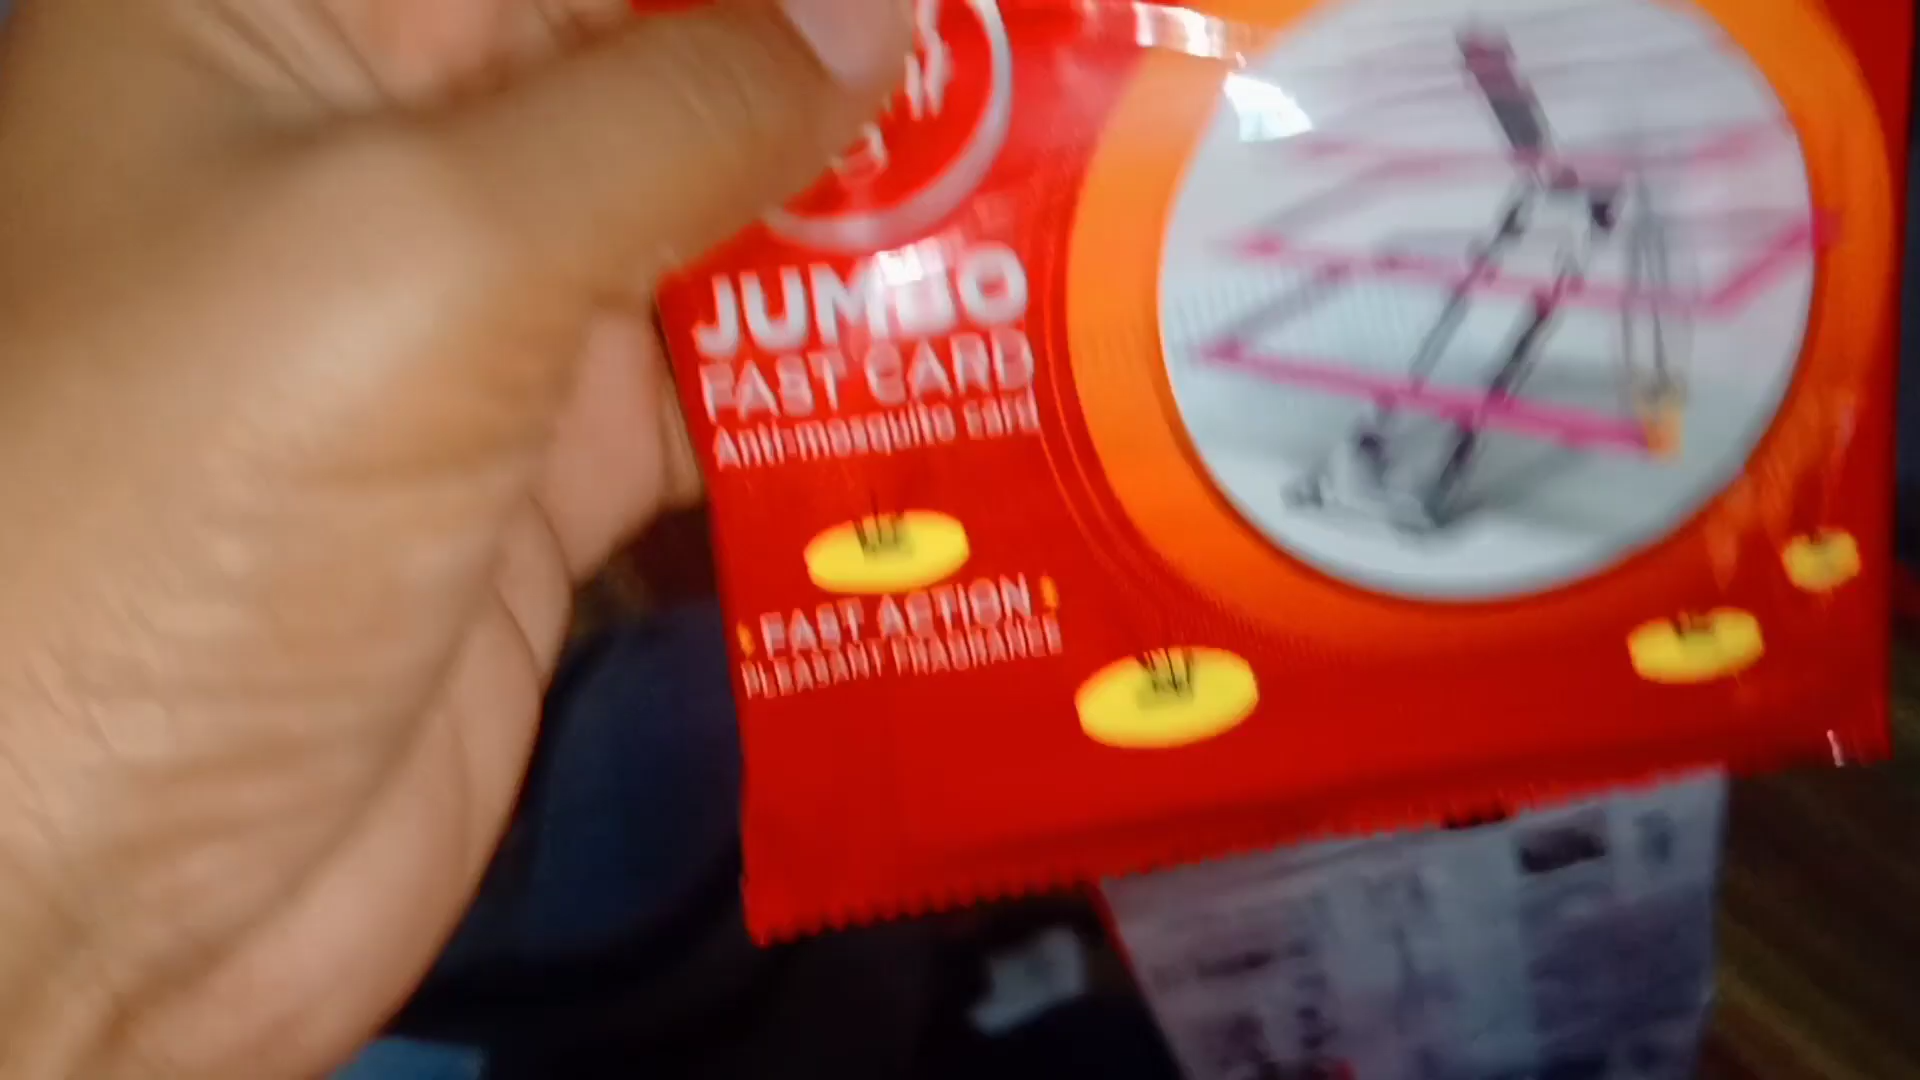 JUMBO
FAST CARD
Anti-mosquito card
FAST ACTION
PLEASANT FRAGRANCE